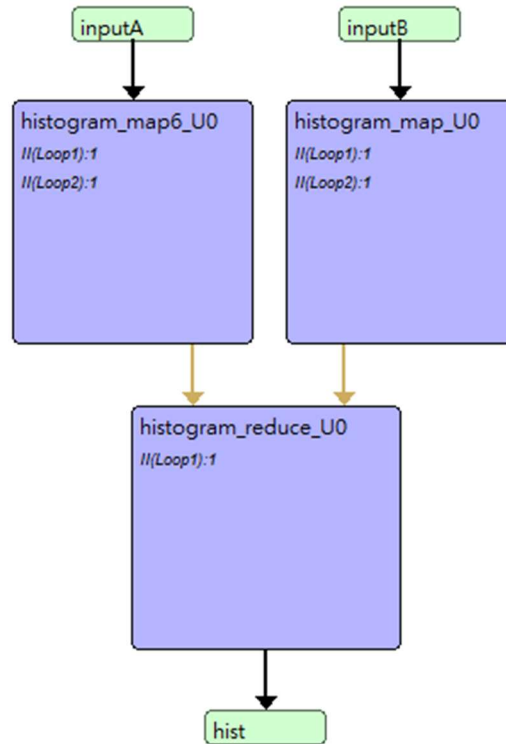 inputA
inputB
histogram_map6_U0
II(Loop1):1
II(Loop2):1
histogram_map_U0
II(Loop1):1
II(Loop2):1
histogram_reduce_U0
II(Loop1):1
hist